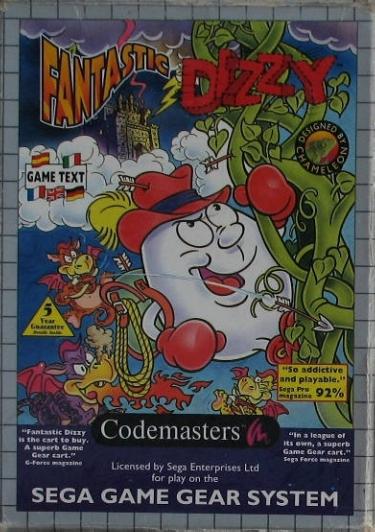 FANTASTIC
DIZZY
DESIGNED BY
CHAMELEON
GAME TEXT
5
Year
Guarantee
Details Inside
"So addictive
and playable."
Sega Pro
magazine 92%
Codemasters
"Fantastic Dizzy
is the cart to buy.
A superb Game
Gear cart."
G-Force magazine
"In a league of
its own, a superb
Game Gear cart."
Sega Force magazine
Licensed by Sega Enterprises Ltd
for play on the
SEGA GAME GEAR SYSTEM